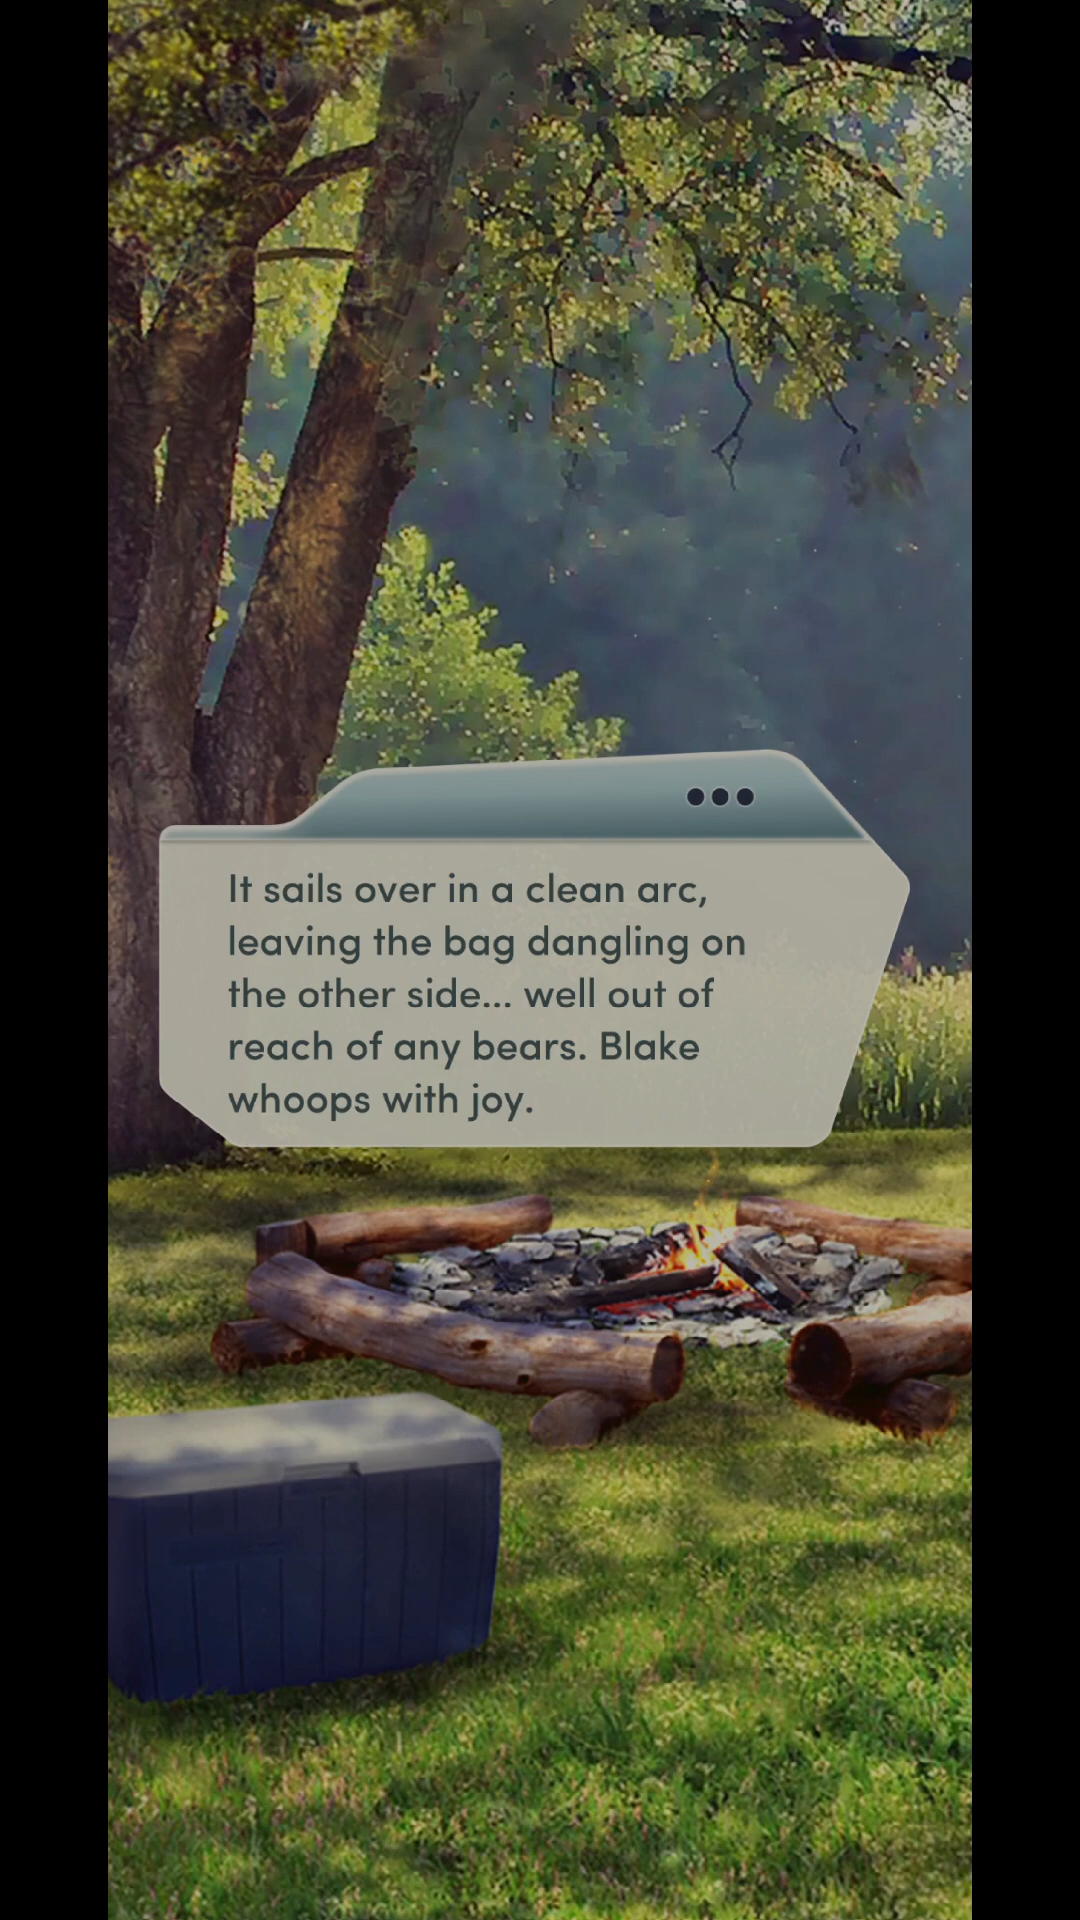 It sails over in a clean arc,
leaving the bag dangling on
the other side... well out of
reach of any bears. Blake
whoops with joy.